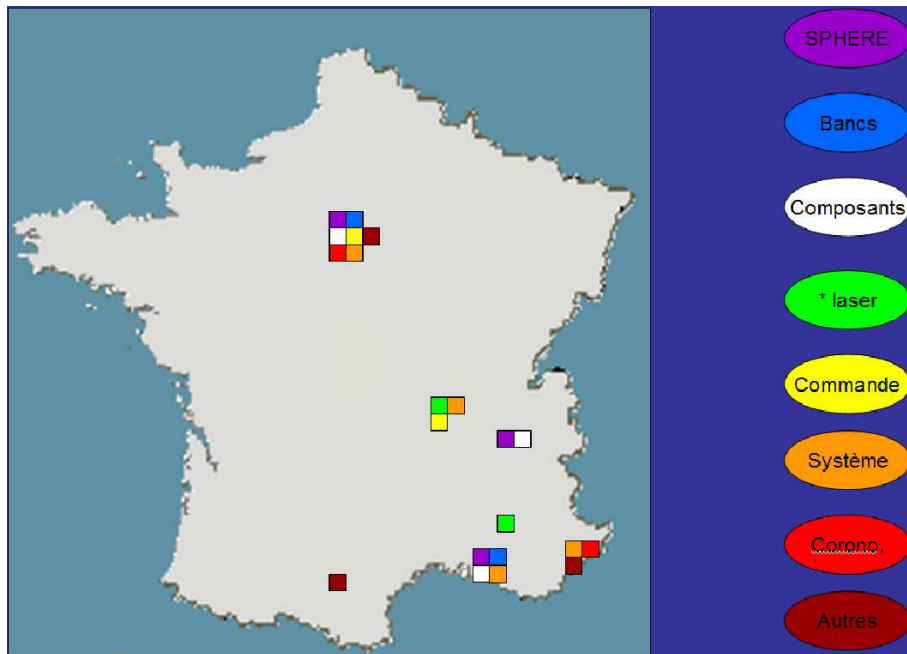 SPHERE
Bancs
Composants
* laser
Commande
Système
Corono.
Autres